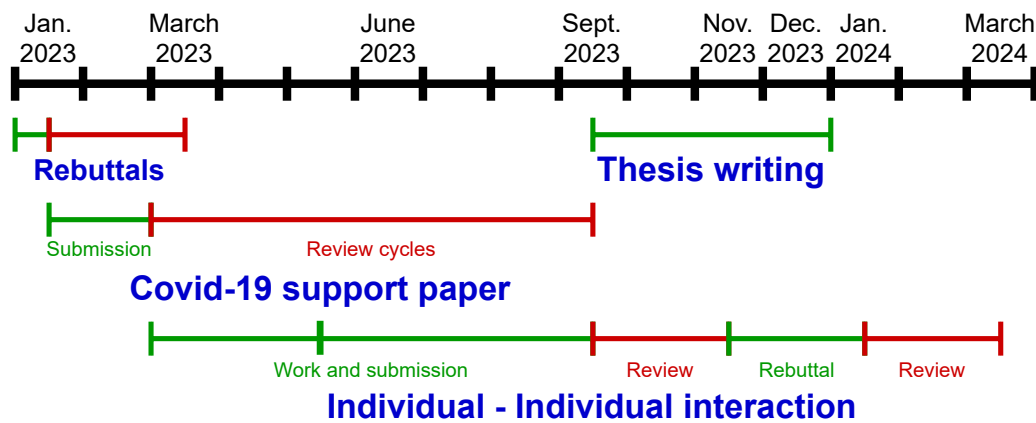 Jan. March June Sept. Nov. Dec. Jan. March
2023 2023 2023 2023 2023 2023 2024 2024
Rebuttals
Thesis writing
Submission
Review cycles
Covid-19 support paper
Work and submission
Review
Rebuttal
Review
Individual - Individual interaction